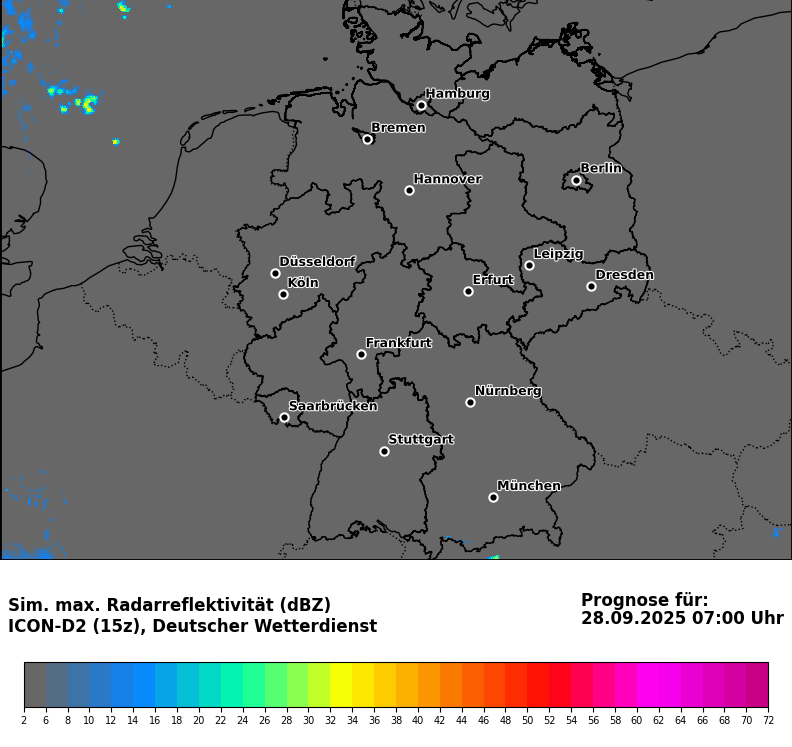 Hamburg
Bremen
Berlin
Hannover
Leipzig
Düsseldorf
Dresden
Köln
Erfurt
Frankfurt
Nürnberg
Saarbrücken
Stuttgart
München
Sim. max. Radarreflektivität (dBZ)
ICON-D2 (15z), Deutscher Wetterdienst
Prognose für:
28.09.2025 07:00 Uhr
2 6 8 10 12 14 16 18 20 22 24 26 28 30 32 34 36 38 40 42 44 46 48 50 52 54 56 58 60 62 64 66 68 70 72